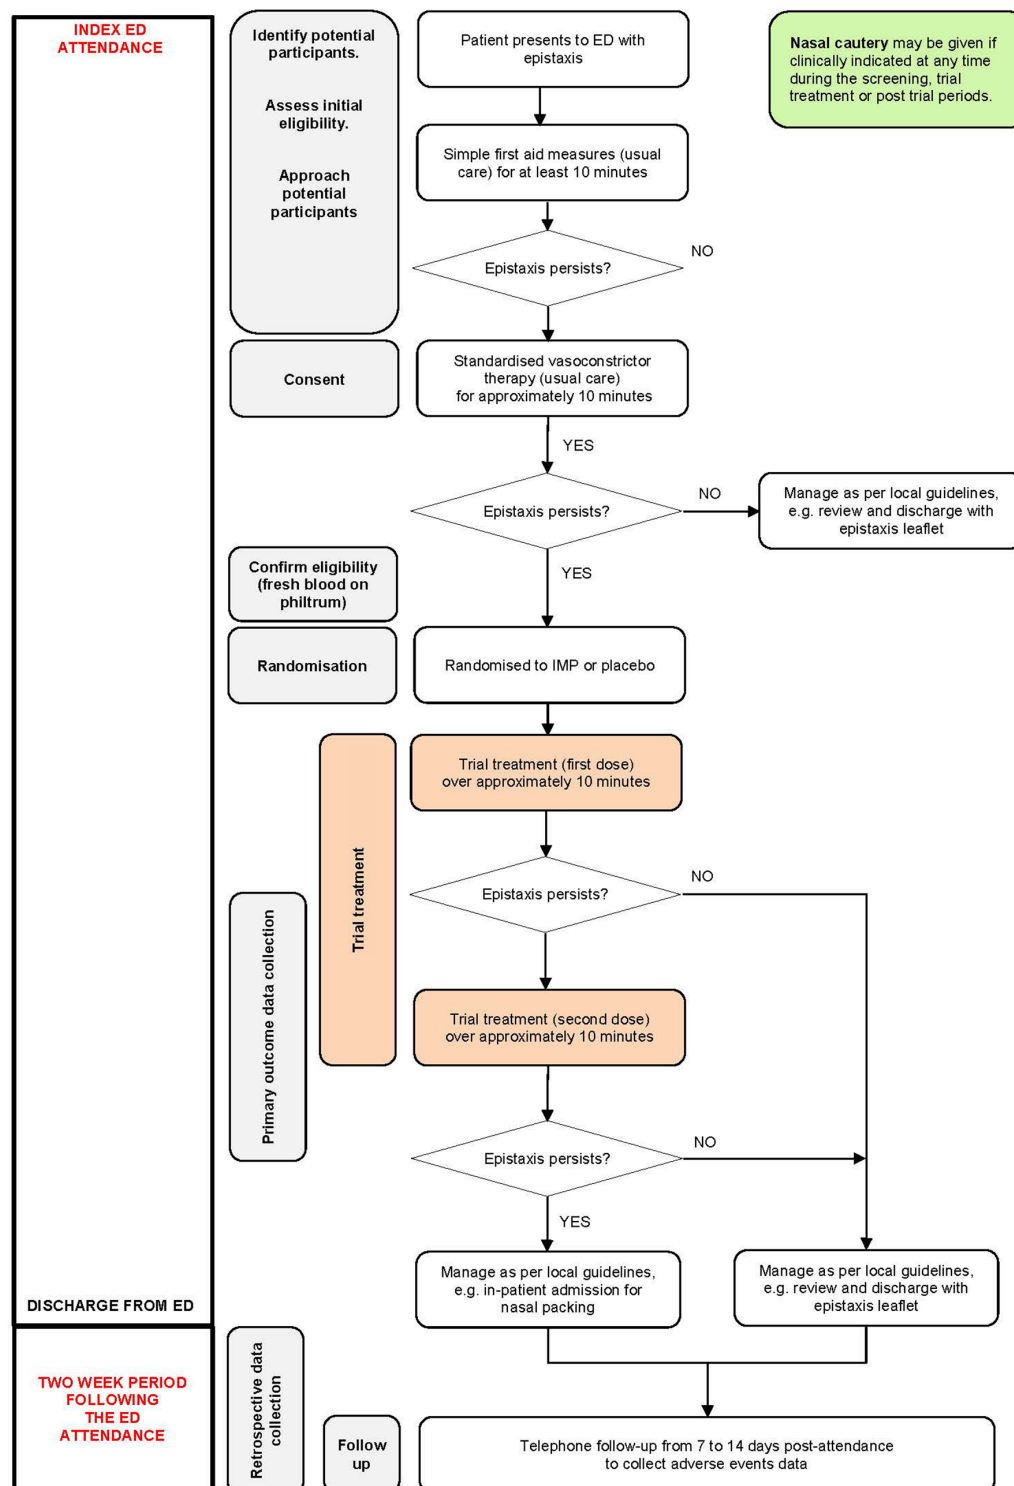 INDEX ED
ATTENDANCE
Identify potential
participants.
Assess initial
eligibility.
Approach
potential
participants
Patient presents to ED with
epistaxis
Nasal cautery may be given if
clinically indicated at any time
during the screening, trial
treatment or post trial periods.
Simple first aid measures (usual
care) for at least 10 minutes
Epistaxis persists?
NO
Consent
Standardised vasoconstrictor
therapy (usual care)
for approximately 10 minutes
YES
Epistaxis persists?
NO
Manage as per local guidelines,
e.g. review and discharge with
epistaxis leaflet
Confirm eligibility
(fresh blood on
philtrum)
YES
Randomisation
Randomised to IMP or placebo
Trial treatment
Trial treatment (first dose)
over approximately 10 minutes
Epistaxis persists?
NO
Primary outcome data collection
Trial treatment (second dose)
over approximately 10 minutes
Epistaxis persists?
NO
YES
Manage as per local guidelines,
e.g. in-patient admission for
nasal packing
Manage as per local guidelines,
e.g. review and discharge with
epistaxis leaflet
DISCHARGE FROM ED
TWO WEEK PERIOD
FOLLOWING
THE ED
ATTENDANCE
Retrospective data
collection
Follow
up
Telephone follow-up from 7 to 14 days post-attendance
to collect adverse events data